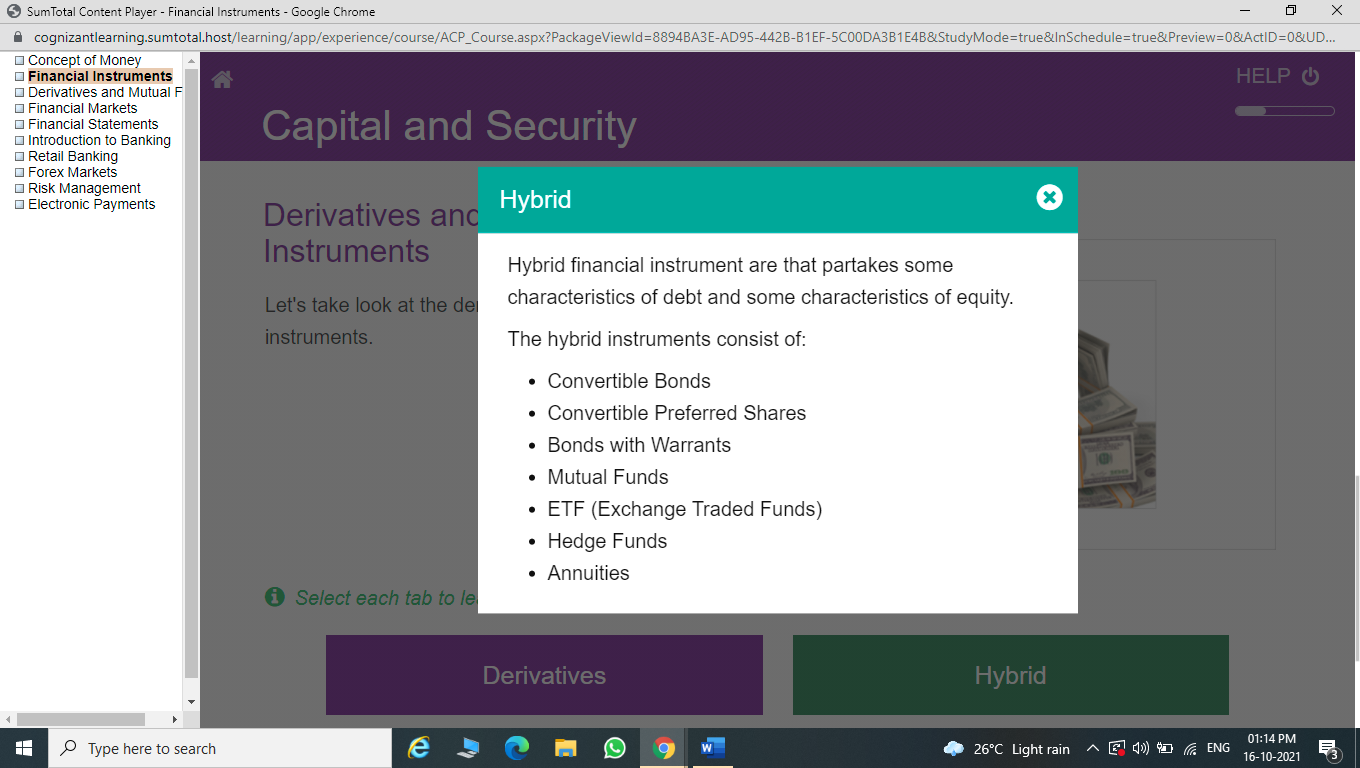 SumTotal Content Player - Financial Instruments - Google Chrome
cognizantlearning.sumtotal.host/learning/app/experience/course/ACP_Course.aspx?PackageViewId=8894BA3E-AD95-442B-B1EF-5C00DA3B1E4B&StudyMode=true&InSchedule=true&Preview=0&ActID=0&UD...
Concept of Money
Financial Instruments
Derivatives and Mutual F
Financial Markets
Financial Statements
Introduction to Banking
Retail Banking
Forex Markets
Risk Management
Electronic Payments
HELP
Capital and Security
Derivatives and
Instruments
Let's take look at the de
instruments.
Hybrid
Hybrid financial instrument are that partakes some
characteristics of debt and some characteristics of equity.
The hybrid instruments consist of:
• Convertible Bonds
• Convertible Preferred Shares
• Bonds with Warrants
• Mutual Funds
• ETF (Exchange Traded Funds)
• Hedge Funds
• Annuities
Select each tab to le
Derivatives
Hybrid
Type here to search
26°C Light rain
ENG
01:14 PM
16-10-2021
3